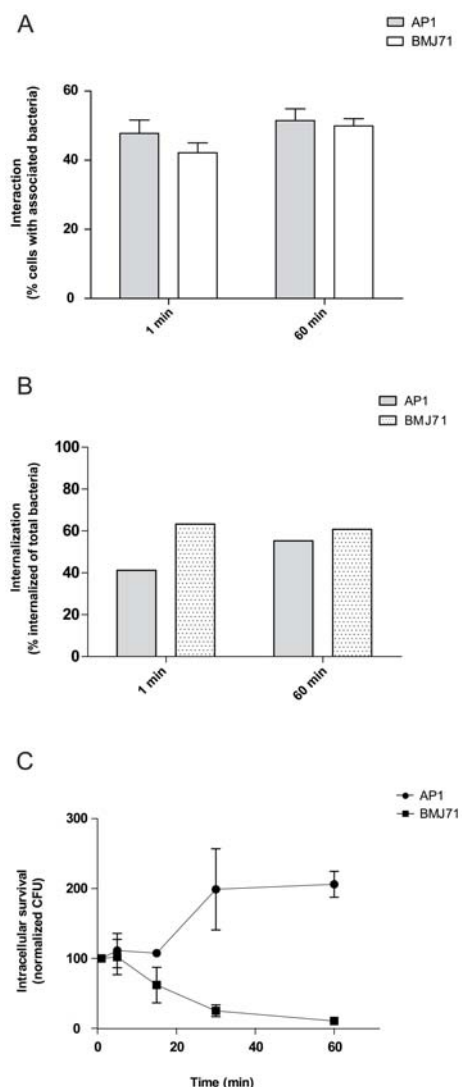 A
AP1
BMJ71
Interaction
(% cells with associated bacteria)
60
40
20
0
1 min
60 min
B
AP1
BMJ71
Internalization
(% internalized of total bacteria)
100
80
60
40
20
0
1 min
60 min
C
AP1
BMJ71
Intracellular survival
(normalized CFU)
300
200
100
0
0
20
40
60
Time (min)